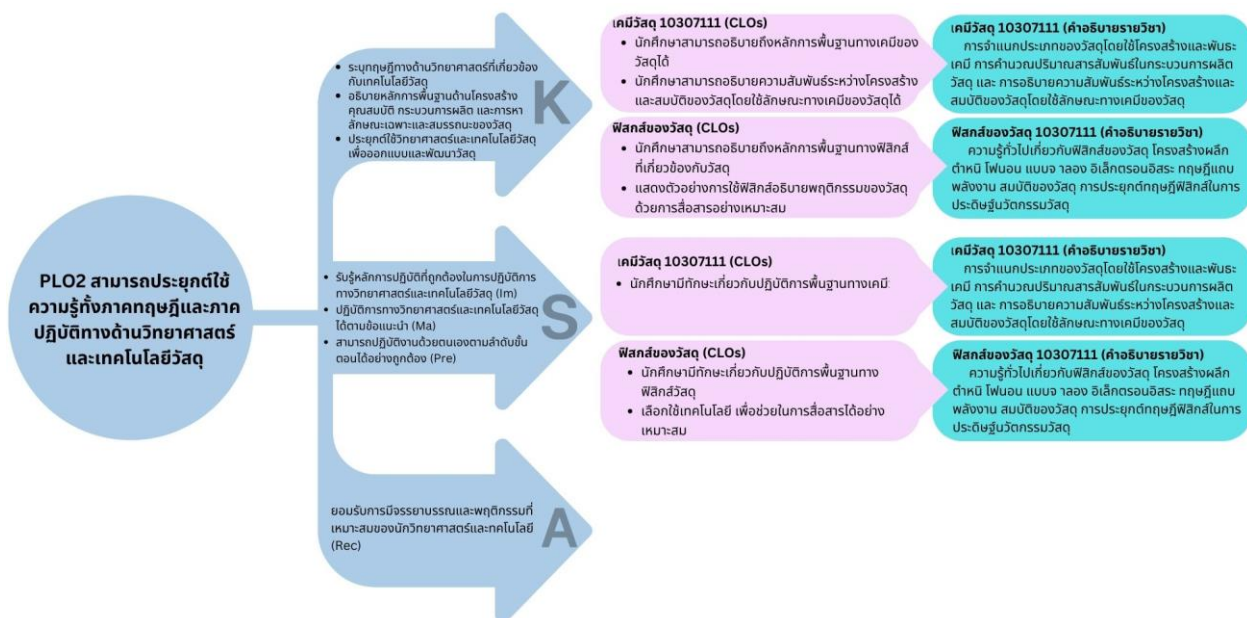 PLO2 สามารถประยุกต์ใช้
ความรู้ทั้งภาคทฤษฎีและภาค
ปฏิบัติทางด้านวิทยาศาสตร์
และเทคโนโลยีวัสดุ
• ระบุทฤษฎีทางด้านวิทยาศาสตร์ที่เกี่ยวข้อง
กับเทคโนโลยีวัสดุ
• อธิบายหลักการพื้นฐานด้านโครงสร้าง
คุณสมบัติ กระบวนการผลิต และการหา
ลักษณะเฉพาะและสมรรถนะของวัสดุ
• ประยุกต์ใช้วิทยาศาสตร์และเทคโนโลยีวัสดุ
เพื่อออกแบบและพัฒนาวัสดุ
K
เคมีวัสดุ 10307111 (CLOs)
• นักศึกษาสามารถอธิบายถึงหลักการพื้นฐานทางเคมีของ
วัสดุได้
• นักศึกษาสามารถอธิบายความสัมพันธ์ระหว่างโครงสร้าง
และสมบัติของวัสดุโดยใช้ลักษณะทางเคมีของวัสดุได้
เคมีวัสดุ 10307111 (คำอธิบายรายวิชา)
การจำแนกประเภทของวัสดุโดยใช้โครงสร้างและพันธะ
เคมี การคำนวณปริมาณสารสัมพันธ์ในกระบวนการผลิต
วัสดุ และ การอธิบายความสัมพันธ์ระหว่างโครงสร้างและ
สมบัติของวัสดุโดยใช้ลักษณะทางเคมีของวัสดุ
ฟิสกส์ของวัสดุ (CLOs)
• นักศึกษาสามารถอธิบายถึงหลักการพื้นฐานทางฟิสิกส์
ที่เกี่ยวข้องกับวัสดุ
• แสดงตัวอย่างการใช้ฟิสิกส์อธิบายพฤติกรรมของวัสดุ
ด้วยการสื่อสารอย่างเหมาะสม
ฟิสกส์ของวัสดุ 10307111 (คำอธิบายรายวิชา)
ความรู้ทั่วไปเกี่ยวกับฟิสิกส์ของวัสดุ โครงสร้างผลึก
ตำหนิ โฟนอน แบบจ ำลอง อิเล็กตรอนอิสระ ทฤษฎีแถบ
พลังงาน สมบัติของวัสดุ การประยุกต์ทฤษฎีฟิสิกส์ในการ
ประดิษฐ์นวัตกรรมวัสดุ
• รับรู้หลักการปฏิบัติที่ถูกต้องในการปฏิบัติการ
ทางวิทยาศาสตร์และเทคโนโลยีวัสดุ (Im)
• ปฏิบัติการทางวิทยาศาสตร์และเทคโนโลยีวัสดุ
ได้ตามข้อแนะนำ (Ma)
• สามารถปฏิบัติงานด้วยตนเองตามลำดับขั้น
ตอนได้อย่างถูกต้อง (Pre)
S
เคมีวัสดุ 10307111 (CLOs)
• นักศึกษามีทักษะเกี่ยวกับปฏิบัติการพื้นฐานทางเคมี
เคมีวัสดุ 10307111 (คำอธิบายรายวิชา)
การจำแนกประเภทของวัสดุโดยใช้โครงสร้างและพันธะ
เคมี การคำนวณปริมาณสารสัมพันธ์ในกระบวนการผลิต
วัสดุ และ การอธิบายความสัมพันธ์ระหว่างโครงสร้างและ
สมบัติของวัสดุโดยใช้ลักษณะทางเคมีของวัสดุ
ฟิสกส์ของวัสดุ (CLOs)
• นักศึกษามีทักษะเกี่ยวกับปฏิบัติการพื้นฐานทาง
ฟิสิกส์วัสดุ
• เลือกใช้เทคโนโลยี เพื่อช่วยในการสื่อสารได้อย่าง
เหมาะสม
ฟิสกส์ของวัสดุ 10307111 (คำอธิบายรายวิชา)
ความรู้ทั่วไปเกี่ยวกับฟิสิกส์ของวัสดุ โครงสร้างผลึก
ตำหนิ โฟนอน แบบจ ำลอง อิเล็กตรอนอิสระ ทฤษฎีแถบ
พลังงาน สมบัติของวัสดุ การประยุกต์ทฤษฎีฟิสิกส์ในการ
ประดิษฐ์นวัตกรรมวัสดุ
ยอมรับการมีจรรยาบรรณและพฤติกรรมที่
เหมาะสมของนักวิทยาศาสตร์และทคโนโลยี
(Rec)
A